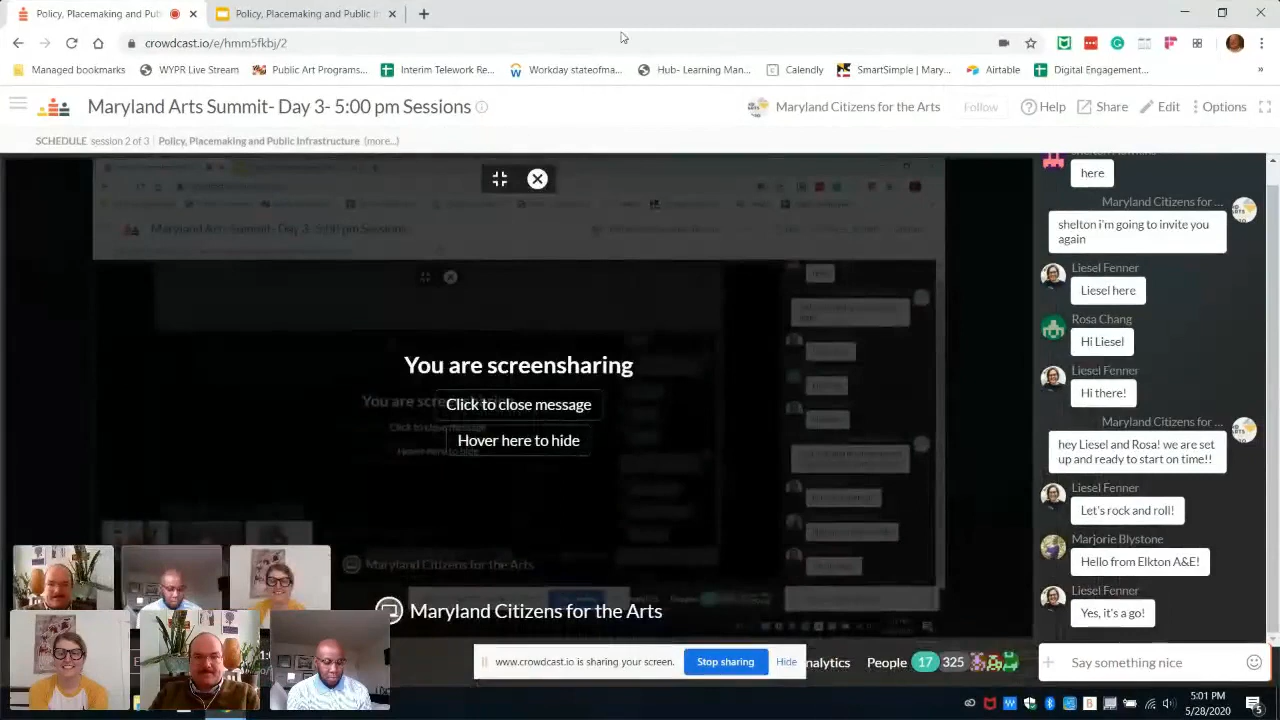 Policy, Placemaking and Pub
Policy, Placemaking and Public i
crowdcast.io/e/hmm5fkbj/2
Managed bookmarks
WYPR Live Stream
Public Art Programs...
Interim Telework Re...
Workday stateofma...
Hub- Learning Man...
Calendly
SmartSimple | Mary...
Airtable
Digital Engagement...
»
Maryland Arts Summit- Day 3- 5:00 pm Sessions
Maryland Citizens for the Arts
Follow
Help
Share
Edit
Options
SCHEDULE session 2 of 3 | Policy, Placemaking and Public Infrastructure (more...)
here
Maryland Citizens for ...
shelton i'm going to invite you
again
Liesel Fenner
Liesel here
Rosa Chang
Hi Liesel
Liesel Fenner
Hi there!
Maryland Citizens for ...
hey Liesel and Rosa! we are set
up and ready to start on time!!
Liesel Fenner
Let's rock and roll!
Marjorie Blystone
Hello from Elkton A&E!
Liesel Fenner
Yes, it's a go!
Say something nice
You are screensharing
Click to close message
Hover here to hide
Maryland Citizens for the Arts
Maryland Citizens for the Arts
www.crowdcast.io is sharing your screen.
Stop sharing
Hide
nalytics
People
17
325
5:01 PM
5/28/2020